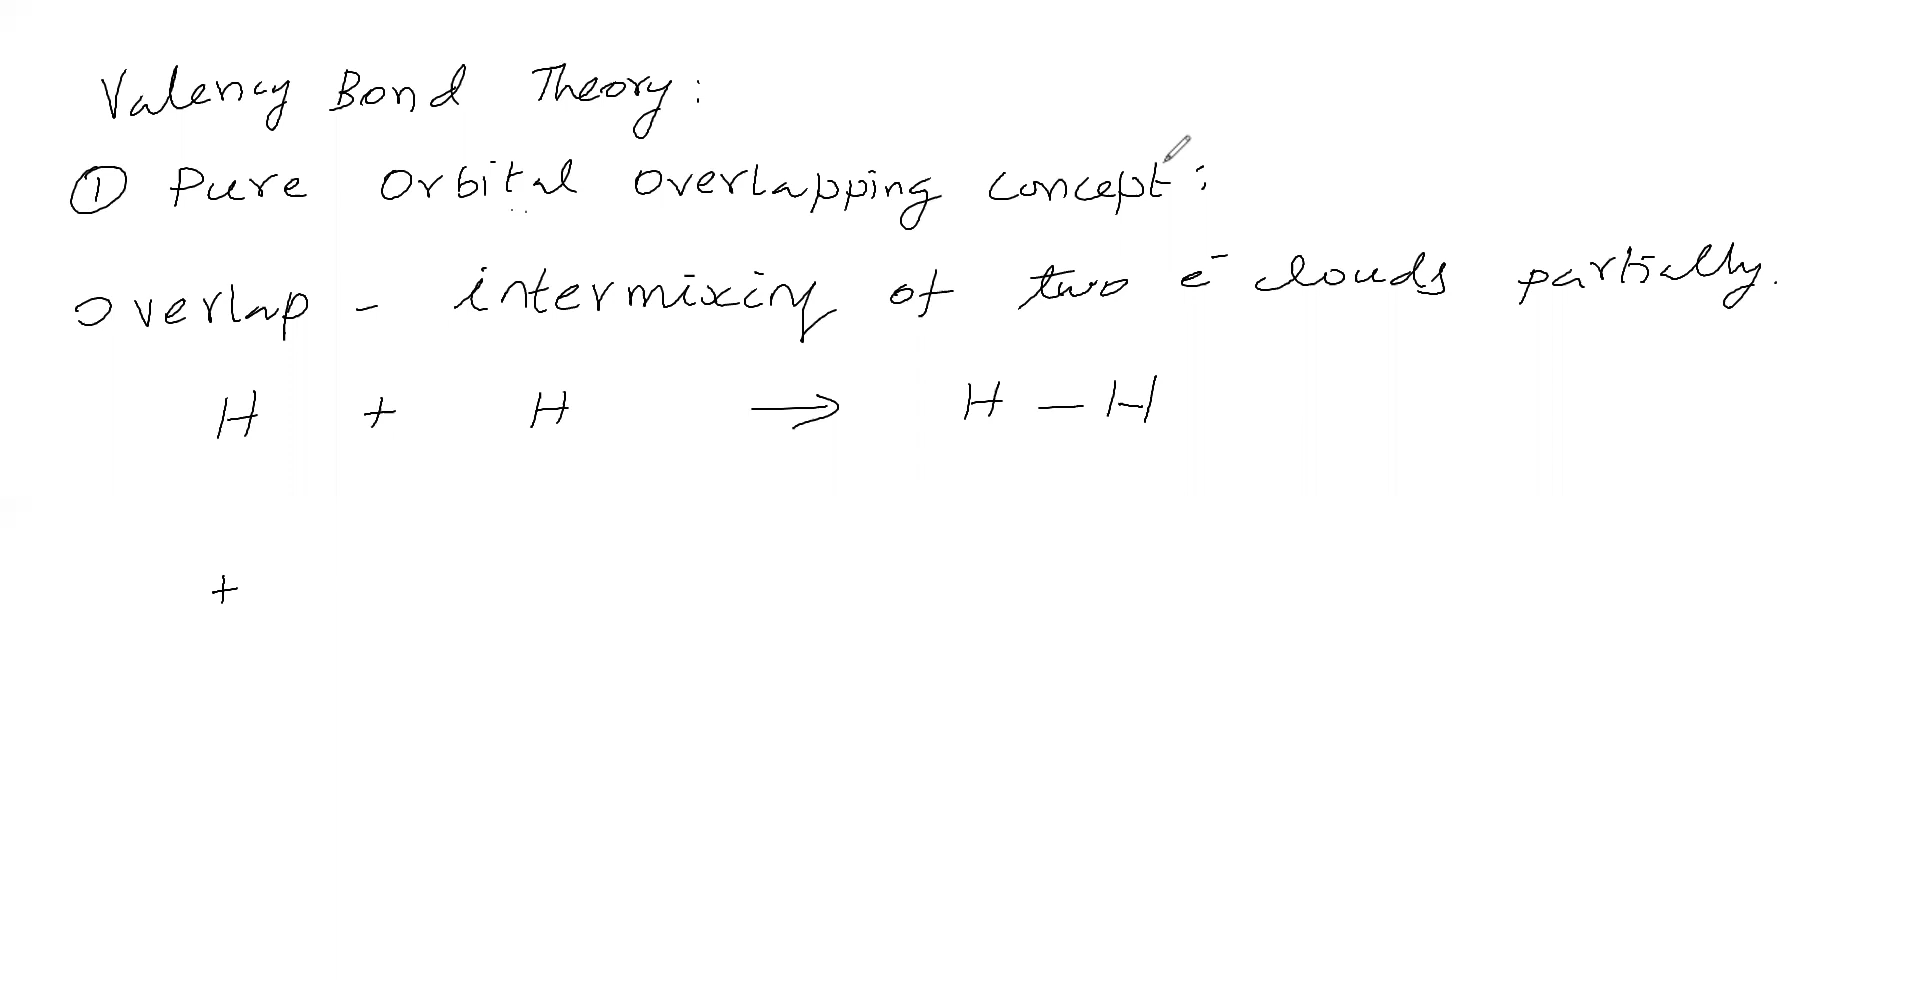 Valency Bond Theory:
① Pure Orbital Overlapping concept:
Overlap - intermixing of two e⁻ clouds partially.
H + H → H - H
+